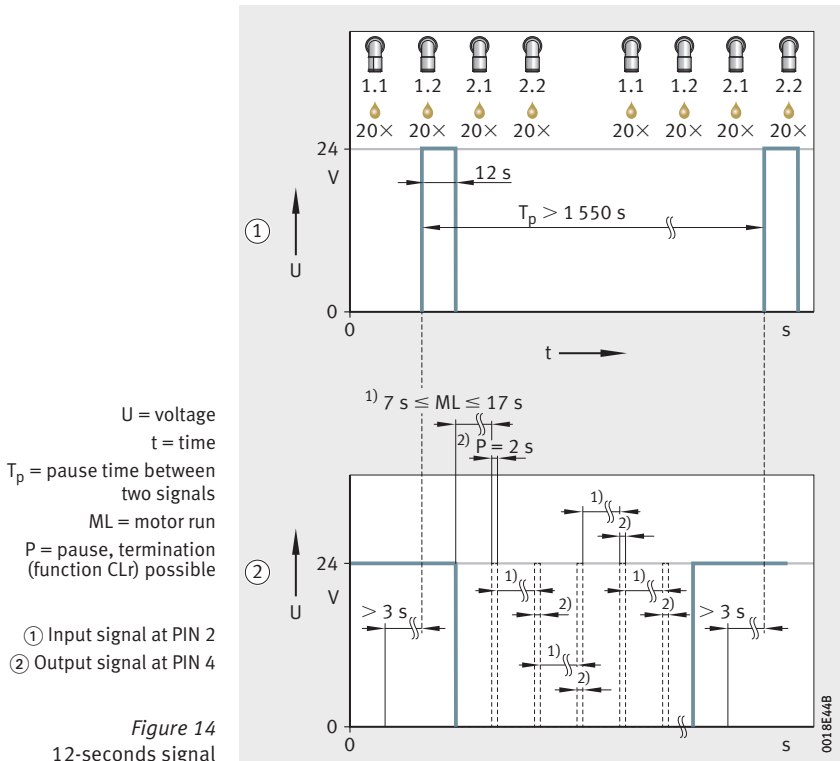 1.1 1.2 2.1 2.2 1.1 1.2 2.1 2.2
20× 20× 20× 20× 20× 20× 20× 20×
24
V
12 s
Tp > 1 550 s
①
U
0
0 s
t
1) 7 s ≤ ML ≤ 17 s
2) P = 2 s
U = voltage
t = time
Tp = pause time between
two signals
ML = motor run
P = pause, termination
(function CLr) possible
① Input signal at PIN 2
② Output signal at PIN 4
Figure 14
12-seconds signal
1)
2)
②
24
V
U
1) 1)
> 3 s 2) 2) > 3 s
1)
2)
0
0 s
0018E44B